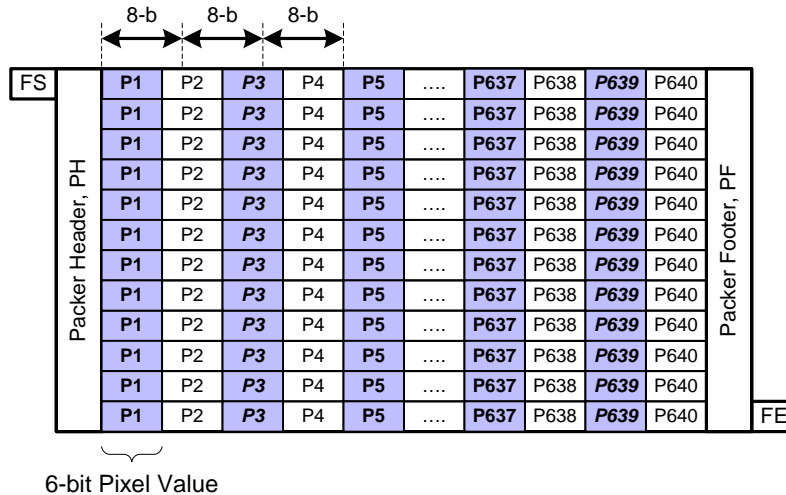 8-b 8-b 8-b
FS P1 P2 P3 P4 P5 .... P637 P638 P639 P640
P1 P2 P3 P4 P5 .... P637 P638 P639 P640
P1 P2 P3 P4 P5 .... P637 P638 P639 P640
P1 P2 P3 P4 P5 .... P637 P638 P639 P640
P1 P2 P3 P4 P5 .... P637 P638 P639 P640
P1 P2 P3 P4 P5 .... P637 P638 P639 P640
P1 P2 P3 P4 P5 .... P637 P638 P639 P640
P1 P2 P3 P4 P5 .... P637 P638 P639 P640
P1 P2 P3 P4 P5 .... P637 P638 P639 P640
P1 P2 P3 P4 P5 .... P637 P638 P639 P640
P1 P2 P3 P4 P5 .... P637 P638 P639 P640
P1 P2 P3 P4 P5 .... P637 P638 P639 P640 FE
Packer Header, PH
Packer Footer, PF
6-bit Pixel Value